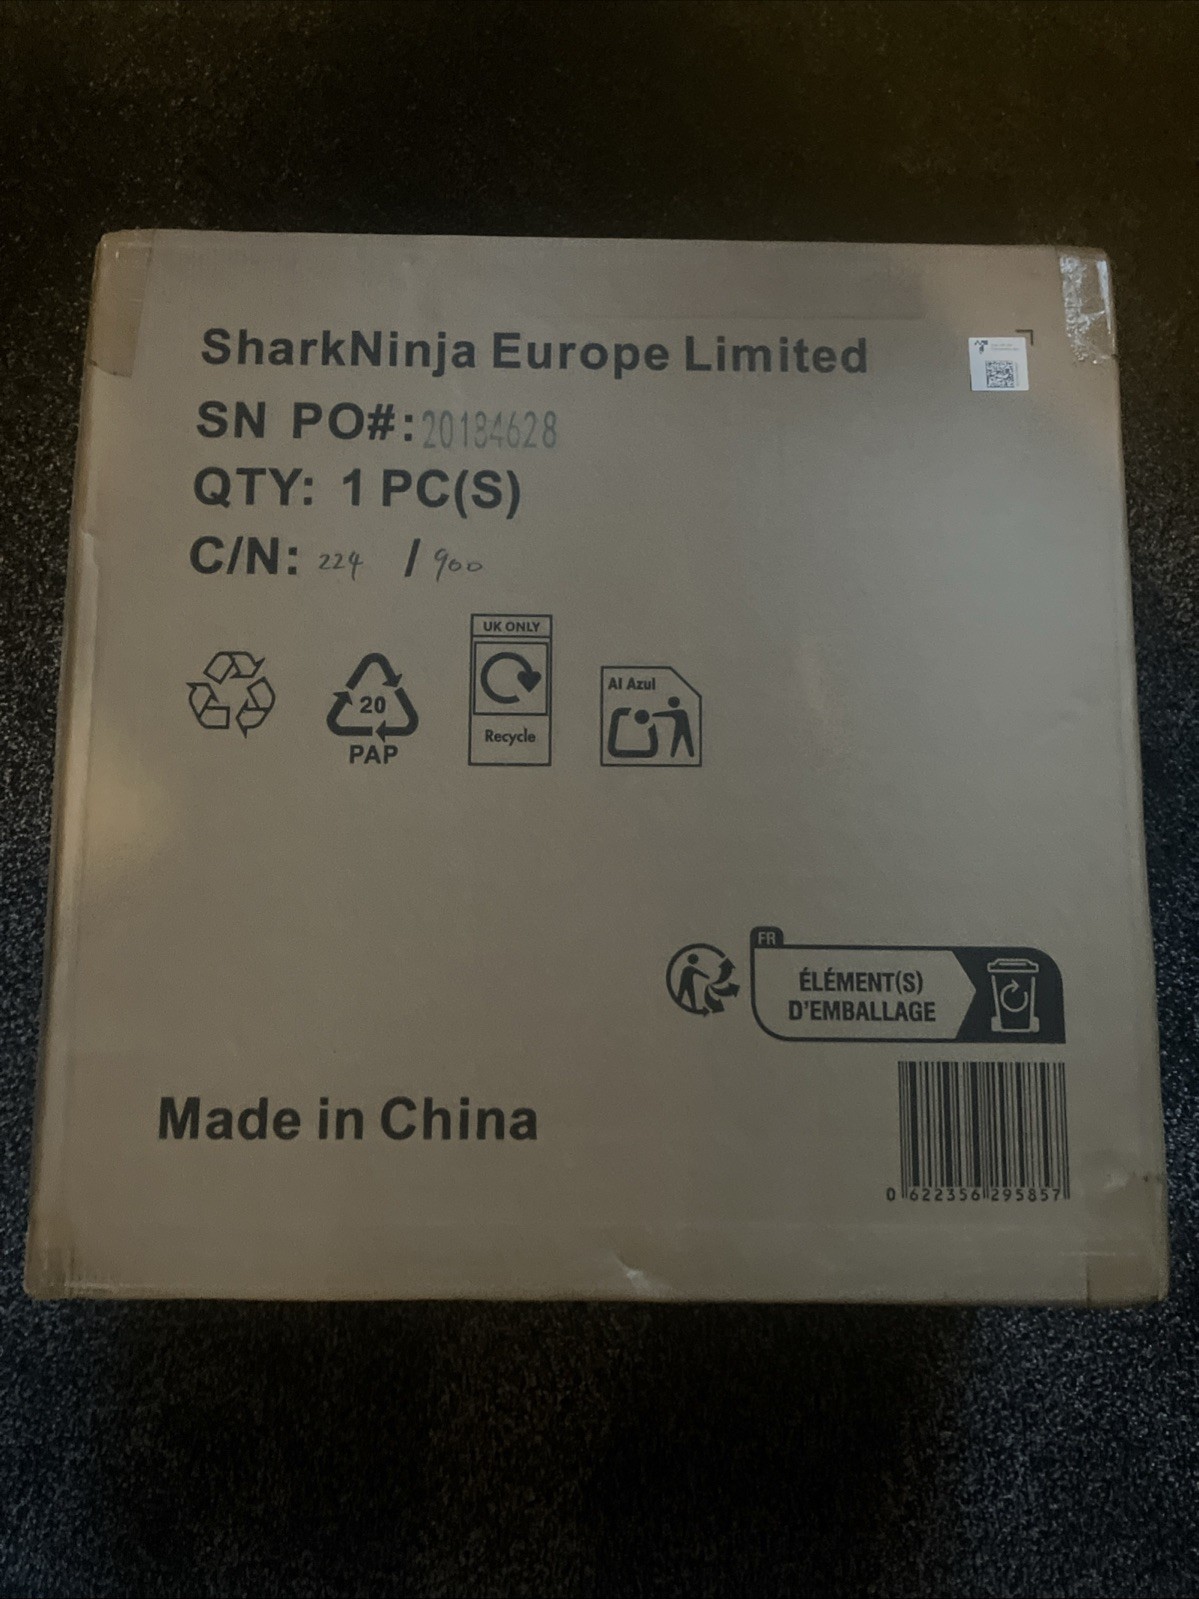 SharkNinja Europe Limited
SN PO#: 20184628
QTY: 1 PC(S)
C/N: 224 / 900
UK ONLY
Recycle
20
PAP
Al Azul
FR
ÉLÉMENT(S)
D'EMBALLAGE
Made in China
0 622356 295857